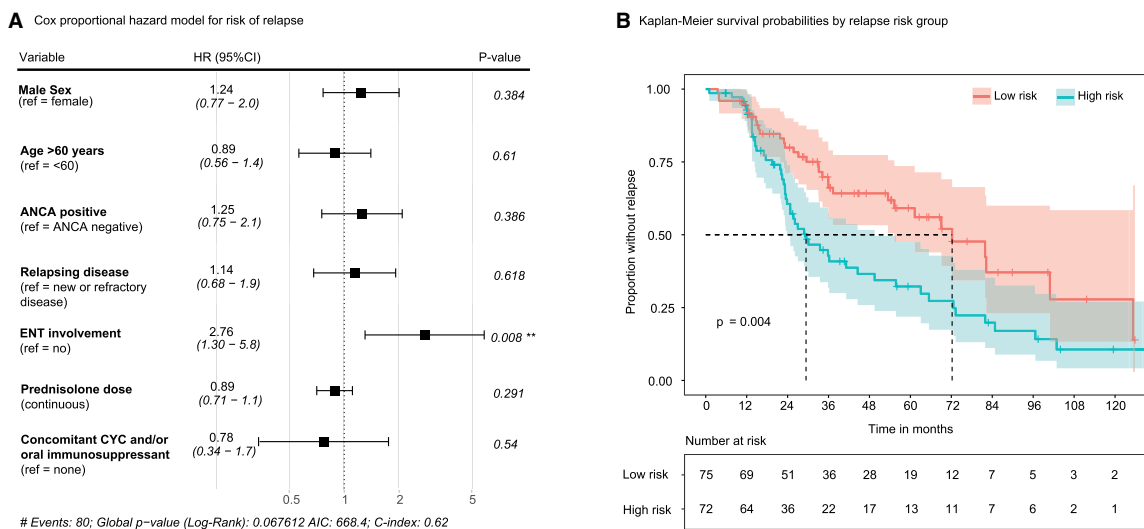 A Cox proportional hazard model for risk of relapse
Variable HR (95%CI) P-value
Male Sex
(ref = female)
1.24
(0.77 − 2.0)
0.384
Age >60 years
(ref = <60)
0.89
(0.56 − 1.4)
0.61
ANCA positive
(ref = ANCA negative)
1.25
(0.75 − 2.1)
0.386
Relapsing disease
(ref = new or refractory
disease)
1.14
(0.68 − 1.9)
0.618
ENT involvement
(ref = no)
2.76
(1.30 − 5.8)
0.008 **
Prednisolone dose
(continuous)
0.89
(0.71 − 1.1)
0.291
Concomitant CYC and/or
oral immunosuppressant
(ref = none)
0.78
(0.34 − 1.7)
0.54
0.5 1 2 5
# Events: 80; Global p−value (Log−Rank): 0.067612 AIC: 668.4; C−index: 0.62
B Kaplan-Meier survival probabilities by relapse risk group
Low risk High risk
Proportion without relapse
1.00
0.75
0.50
0.25
0.00
p = 0.004
0 12 24 36 48 60 72 84 96 108 120
Time in months
Number at risk
Low risk 75 69 51 36 28 19 12 7 5 3 2
High risk 72 64 36 22 17 13 11 7 6 2 1